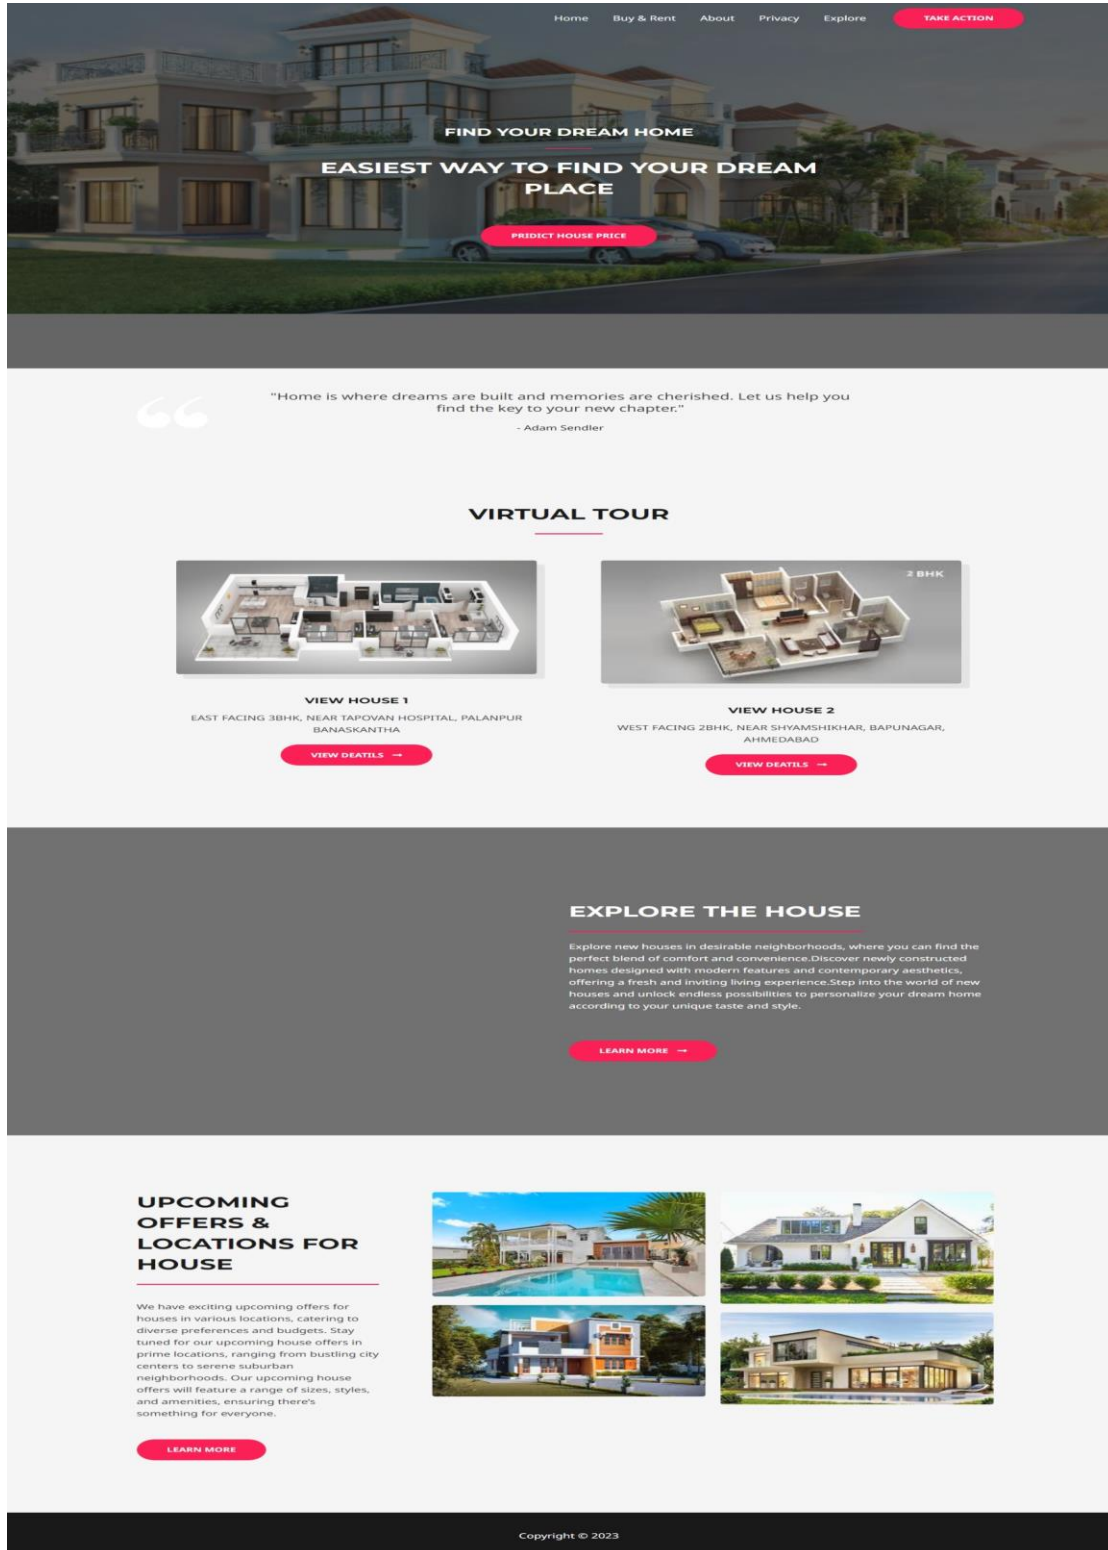 Home Buy & Rent About Privacy Explore TAKE ACTION
FIND YOUR DREAM HOME
EASIEST WAY TO FIND YOUR DREAM
PLACE
PRIDICT HOUSE PRICE
"Home is where dreams are built and memories are cherished. Let us help you
find the key to your new chapter."
- Adam Sendler
VIRTUAL TOUR
2 BHK
VIEW HOUSE 1
EAST FACING 3BHK, NEAR TAPOVAN HOSPITAL, PALANPUR
BANASKANTHA
VIEW DEATILS →
VIEW HOUSE 2
WEST FACING 2BHK, NEAR SHYAMSHIKHAR, BAPUNAGAR,
AHMEDABAD
VIEW DEATILS →
EXPLORE THE HOUSE
Explore new houses in desirable neighborhoods, where you can find the
perfect blend of comfort and convenience.Discover newly constructed
homes designed with modern features and contemporary aesthetics,
offering a fresh and inviting living experience.Step into the world of new
houses and unlock endless possibilities to personalize your dream home
according to your unique taste and style.
LEARN MORE →
UPCOMING
OFFERS &
LOCATIONS FOR
HOUSE
We have exciting upcoming offers for
houses in various locations, catering to
diverse preferences and budgets. Stay
tuned for our upcoming house offers in
prime locations, ranging from bustling city
centers to serene suburban
neighborhoods. Our upcoming house
offers will feature a range of sizes, styles,
and amenities, ensuring there's
something for everyone.
LEARN MORE
Copyright © 2023